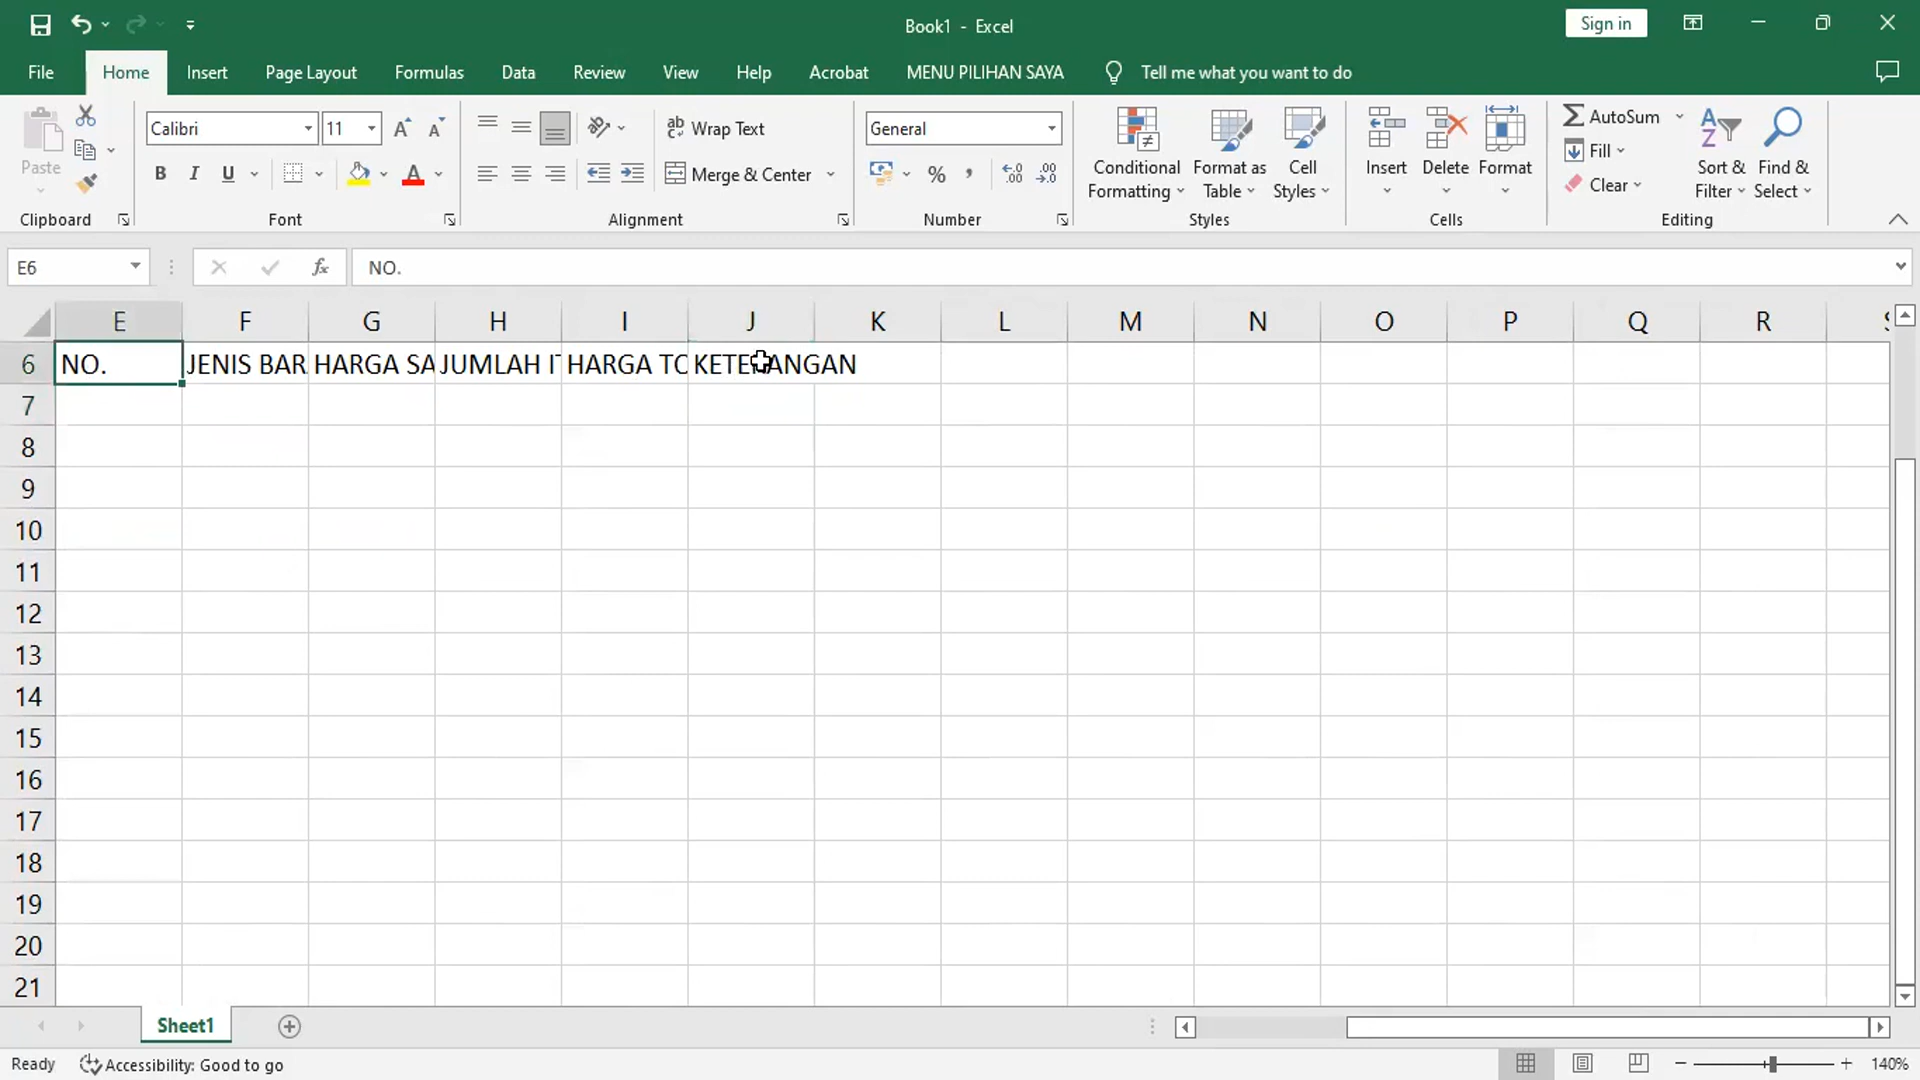 Book1 - Excel
Sign in
File Home Insert Page Layout Formulas Data Review View Help Acrobat MENU PILIHAN SAYA Tell me what you want to do
Calibri 11 Wrap Text General AutoSum
Paste B I U Merge & Center % Conditional Formatting Format as Table Cell Styles Insert Delete Format Fill Clear Sort & Filter Find & Select
Clipboard Font Alignment Number Styles Cells Editing
E6 fx NO.
E F G H I J K L M N O P Q R
6 NO. JENIS BAR HARGA SA JUMLAH IT HARGA TO KETERANGAN
7
8
9
10
11
12
13
14
15
16
17
18
19
20
21
Sheet1
Ready Accessibility: Good to go 140%